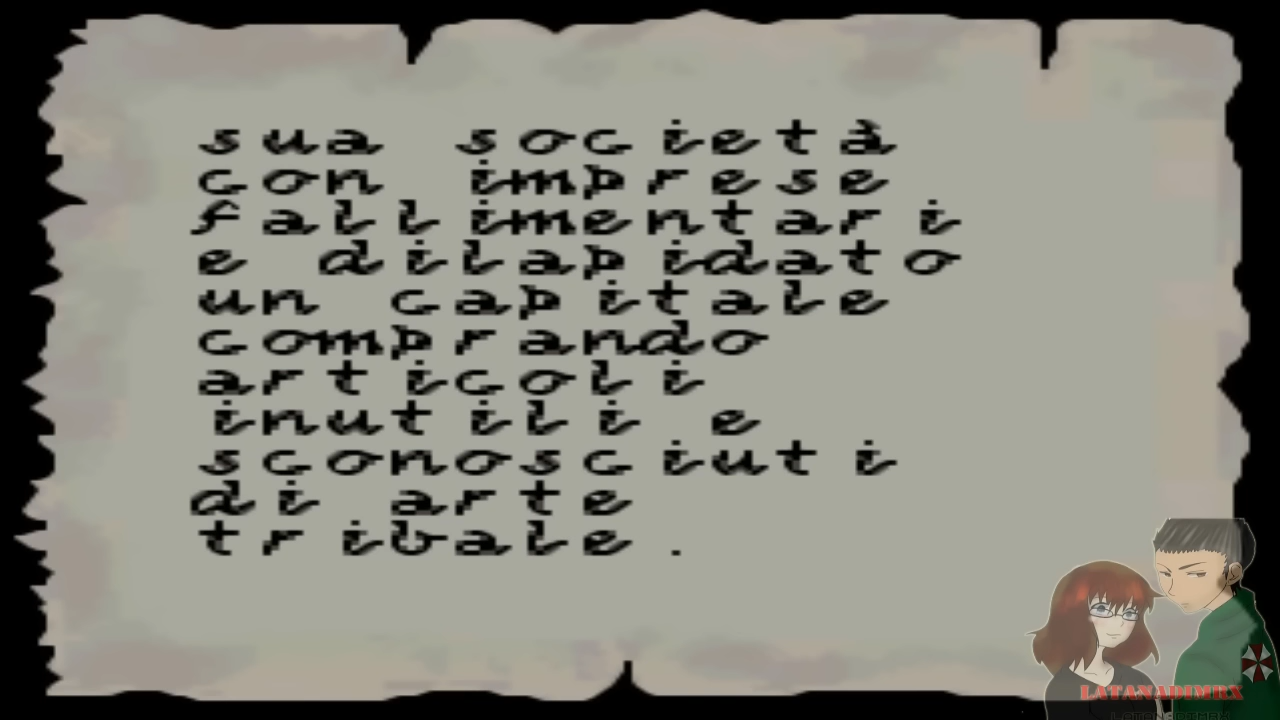 sua società
con imprese
fallimentari
e dilapidato
un capitale
comprando
articoli
inutili e
sconosciuti
di arte
tribale.
LATANADIMRX